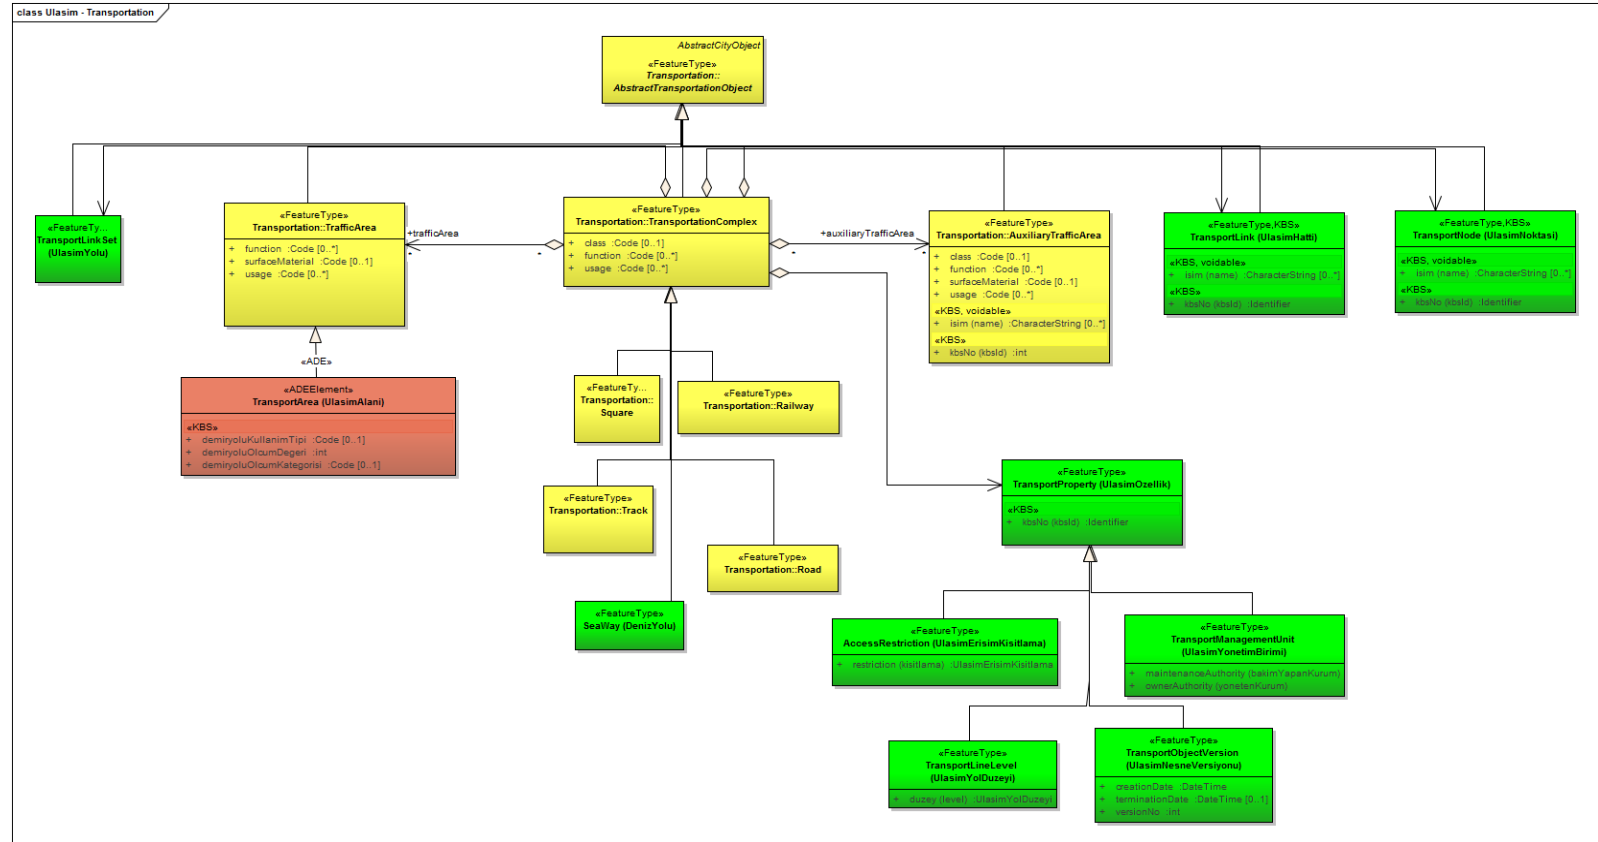 class Ulasim - Transportation
AbstractCityObject
«FeatureType»
Transportation::
AbstractTransportationObject
«FeatureTy...
TransportLinkSet
(UlasimYolu)
«FeatureType»
Transportation::TrafficArea
+ function :Code [0..*]
+ surfaceMaterial :Code [0..1]
+ usage :Code [0..*]
+trafficArea
*
*
«FeatureType»
Transportation::TransportationComplex
+ class :Code [0..1]
+ function :Code [0..*]
+ usage :Code [0..*]
+auxiliaryTrafficArea
*
*
«FeatureType»
Transportation::AuxiliaryTrafficArea
+ class :Code [0..1]
+ function :Code [0..*]
+ surfaceMaterial :Code [0..1]
+ usage :Code [0..*]
«KBS, voidable»
+ isim (name) :CharacterString [0..*]
«KBS»
+ kbsNo (kbsId) :int
«FeatureType,KBS»
TransportLink (UlasimHatti)
«KBS, voidable»
+ isim (name) :CharacterString [0..*]
«KBS»
+ kbsNo (kbsId) :Identifier
«FeatureType,KBS»
TransportNode (UlasimNoktasi)
«KBS, voidable»
+ isim (name) :CharacterString [0..*]
«KBS»
+ kbsNo (kbsId) :Identifier
«ADE»
«ADEElement»
TransportArea (UlasimAlani)
«KBS»
+ demiryoluKullanimTipi :Code [0..1]
+ demiryoluOlcumDegeri :int
+ demiryoluOlcumKategorisi :Code [0..1]
«FeatureTy...
Transportation::
Square
«FeatureType»
Transportation::Railway
«FeatureType»
Transportation::Track
«FeatureType»
Transportation::Road
«FeatureType»
SeaWay (DenizYolu)
«FeatureType»
TransportProperty (UlasimOzellik)
«KBS»
+ kbsNo (kbsId) :Identifier
«FeatureType»
AccessRestriction (UlasimErisimKisitlama)
+ restriction (kisitlama) :UlasimErisimKisitlama
«FeatureType»
TransportManagementUnit
(UlasimYonetimBirimi)
+ maintenanceAuthority (bakimYapanKurum)
+ ownerAuthority (yonetenKurum)
«FeatureType»
TransportLineLevel
(UlasimYolDuzeyi)
+ duzey (level) :UlasimYolDuzeyi
«FeatureType»
TransportObjectVersion
(UlasimNesneVersiyonu)
+ creationDate :DateTime
+ terminationDate :DateTime [0..1]
+ versionNo :int